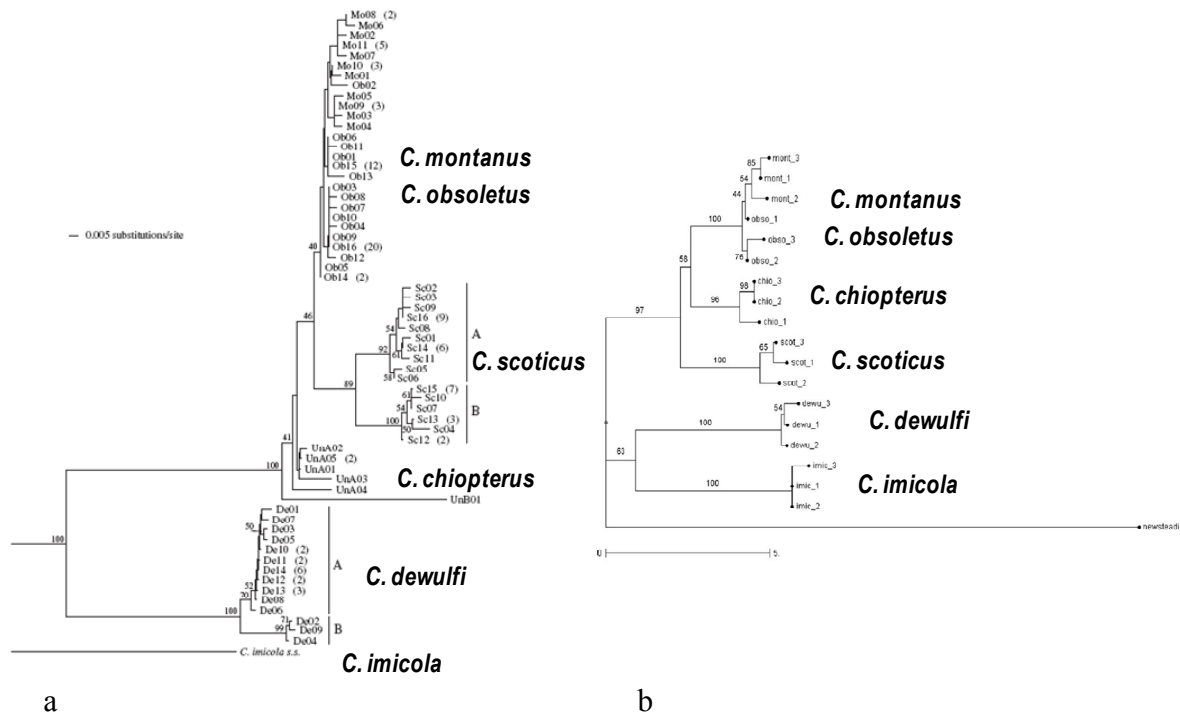 Mo08 (2)
Mo06
Mo02
Mo11 (5)
Mo07
Mo10 (3)
Mo01
Ob02
Mo05
Mo09 (3)
Mo03
Mo04
Ob06
Ob11
Ob01
Ob15 (12)
Ob13
Ob03
Ob08
Ob07
Ob10
Ob04
Ob09
Ob16 (20)
Ob12
Ob05
Ob14 (2)
C. montanus
C. obsoletus
0.005 substitutions/site
40
46
Sc02
Sc03
Sc09
Sc16 (9)
Sc08
Sc01
Sc14 (6)
Sc11
Sc05
Sc06
54
92
61
58
A
C. scoticus
89
Sc15 (7)
Sc10
Sc07
Sc13 (3)
Sc04
Sc12 (2)
61
54
100
50
B
41
100
UnA02
UnA05 (2)
UnA01
UnA03
UnA04
UnB01
C. chiopterus
De01
De07
De03
De05
De10 (2)
De11 (2)
De14 (6)
De12 (2)
De13 (3)
De08
De06
50
52
70
A
C. dewulfi
100
100
De02
De09
De04
71
99
B
C. imicola s.s.
C. imicola
a
mont_3
mont_1
mont_2
obso_1
obso_3
obso_2
85
54
44
100
76
C. montanus
C. obsoletus
58
chio_3
chio_2
chio_1
98
96
C. chiopterus
97
scot_3
scot_1
scot_2
65
100
C. scoticus
dewu_3
dewu_1
dewu_2
54
100
C. dewulfi
63
imic_3
imic_1
imic_2
100
C. imicola
newsteadi
0
5.
b